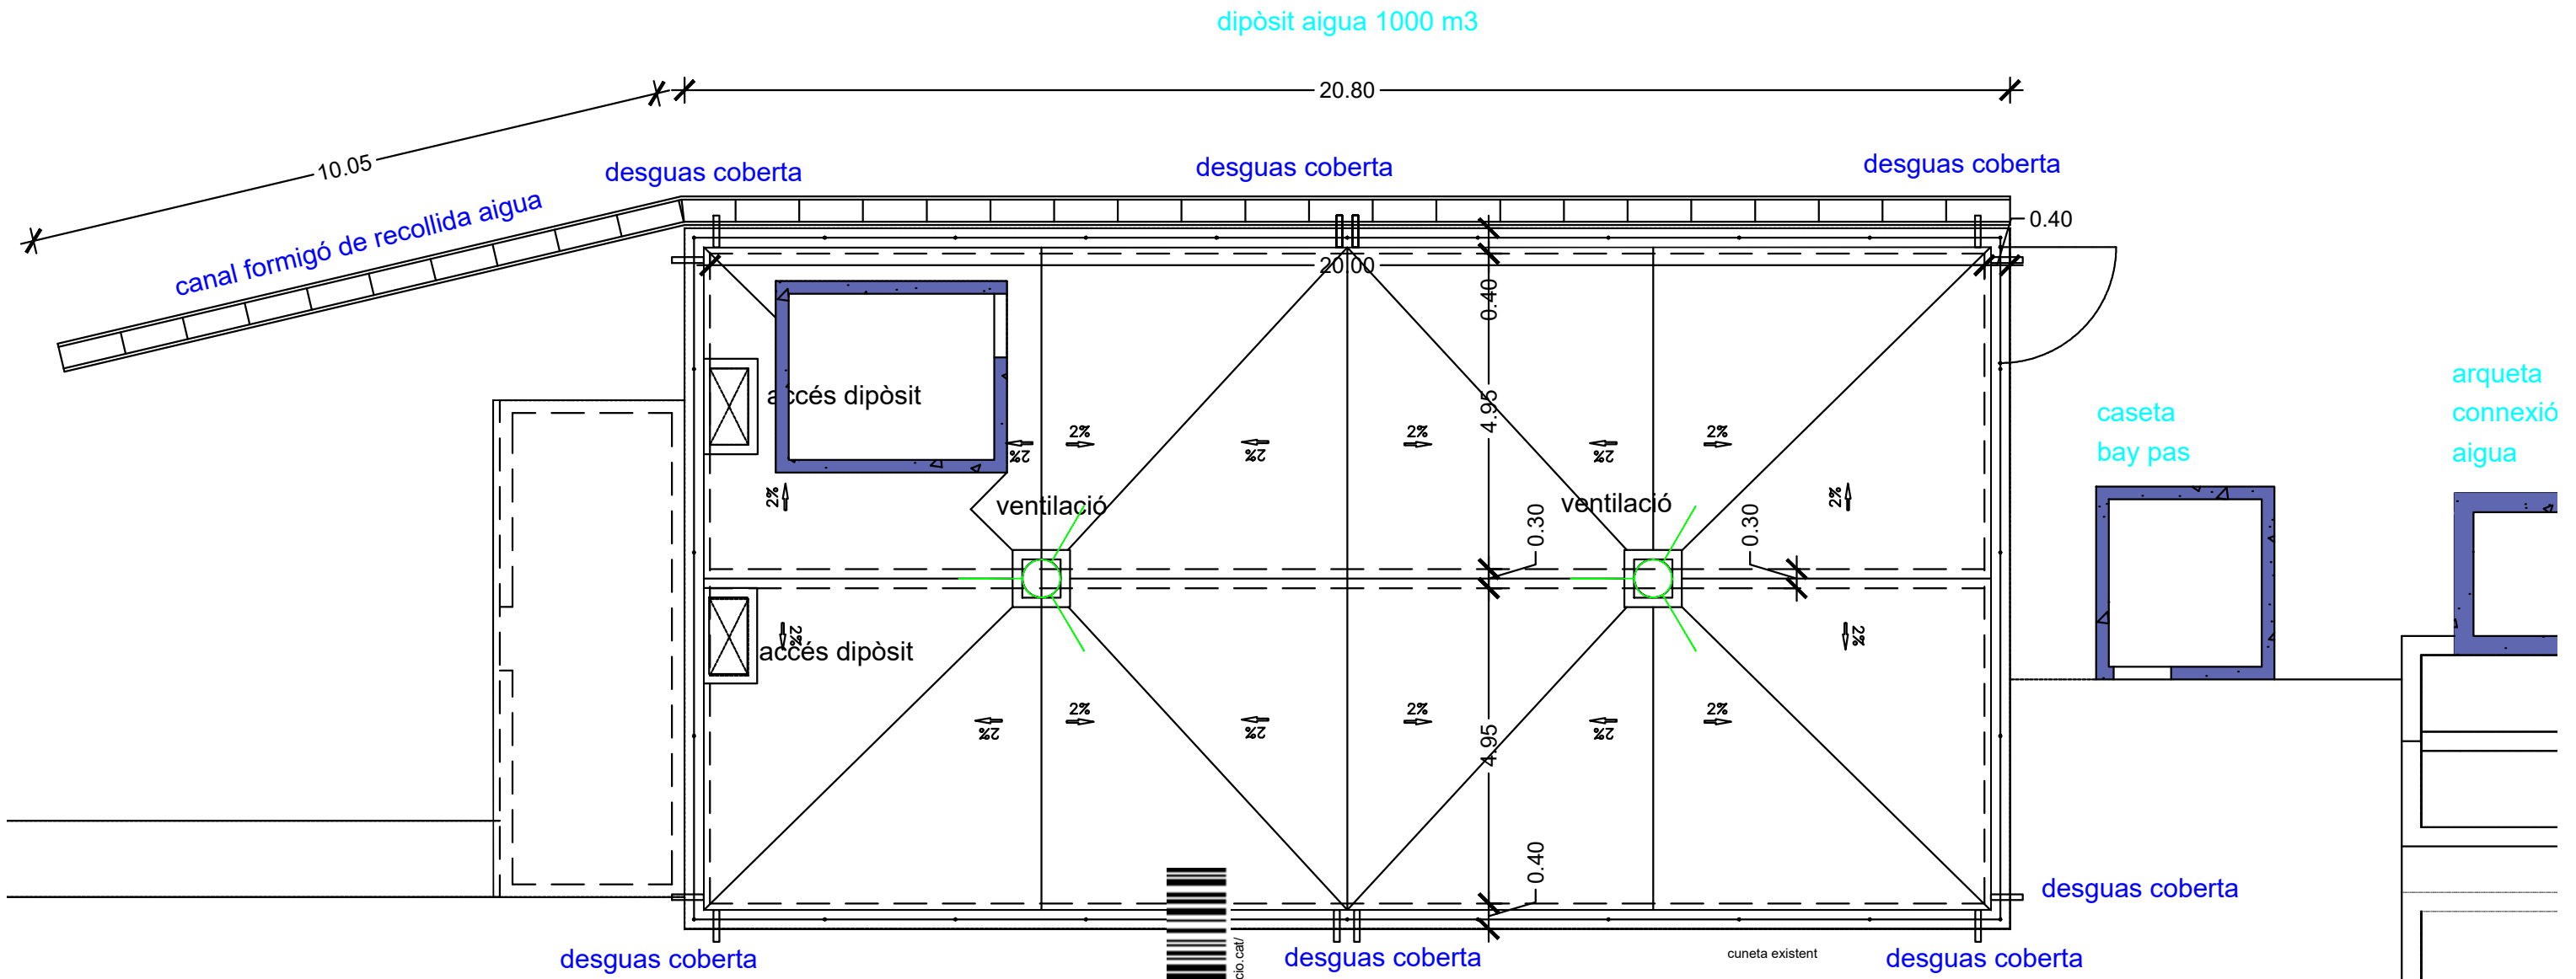 dipòsit aigua 1000 m3
20.80
10.05
desguas coberta
desguas coberta
desguas coberta
canal formigó de recollida aigua
0.40
20.00
0.40
accés dipòsit
4.95
arqueta
connexió
aigua
caseta
bay pas
2%
2%
2%
2%
2%
2%
2%
2%
ventilació
ventilació
0.30
0.30
2%
2%
accés dipòsit
2%
2%
2%
2%
2%
2%
4.95
0.40
desguas coberta
desguas coberta
desguas coberta
cuneta existent
desguas coberta
cio.cat/